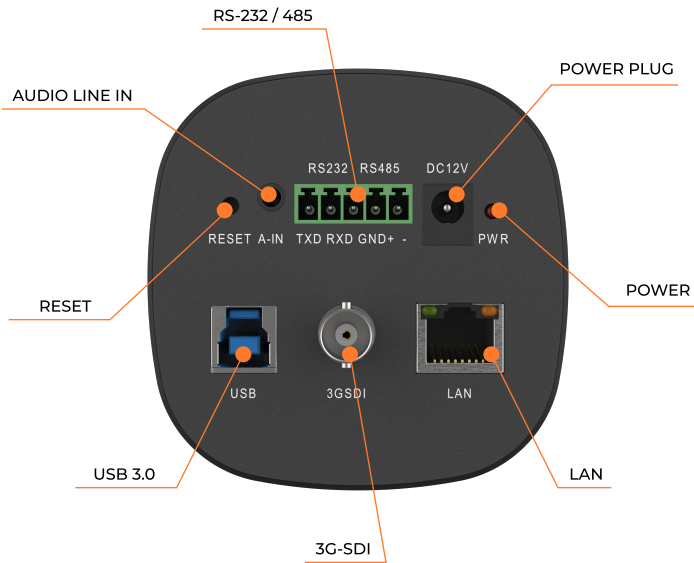 RS-232 / 485
POWER PLUG
AUDIO LINE IN
RS232 RS485 DC12V
RESET A-IN TXD RXD GND+ - PWR
POWER
RESET
USB 3GSDI LAN
USB 3.0
LAN
3G-SDI